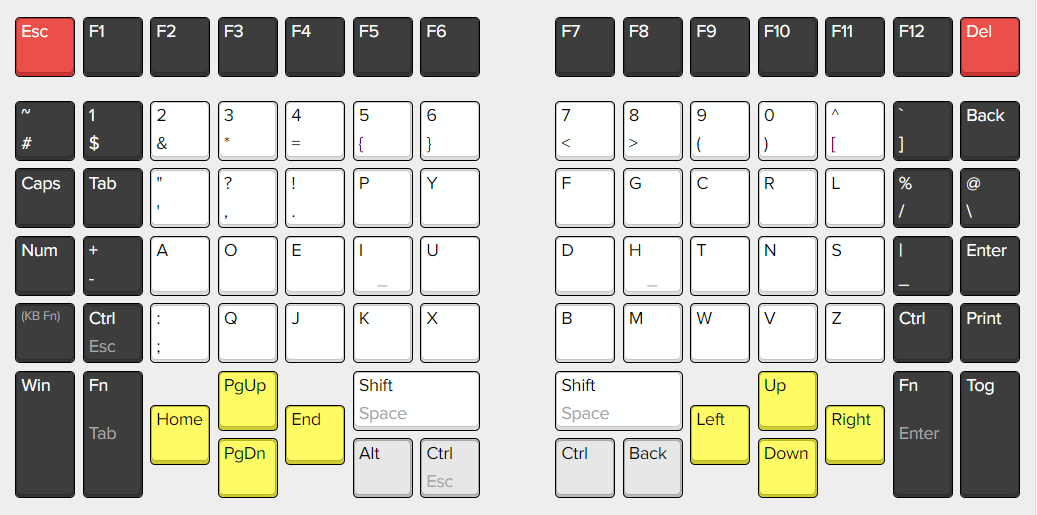 Esc F1 F2 F3 F4 F5 F6 F7 F8 F9 F10 F11 F12 Del
~ 1 2 3 4 5 6 7 8 9 0 ^ ` Back
# $ & * = { } < > ( ) [ ]
Caps Tab " ? ! P Y F G C R L % @
' , . / \
Num + A O E I U D H T N S | Enter
- _ _ _
(KB Fn) Ctrl : Q J K X B M W V Z Ctrl Print
Esc ;
Win Fn PgUp Shift Shift Up Fn Tog
Space Space
Home End Left Right
Tab Enter
PgDn Alt Ctrl Ctrl Back Down
Esc